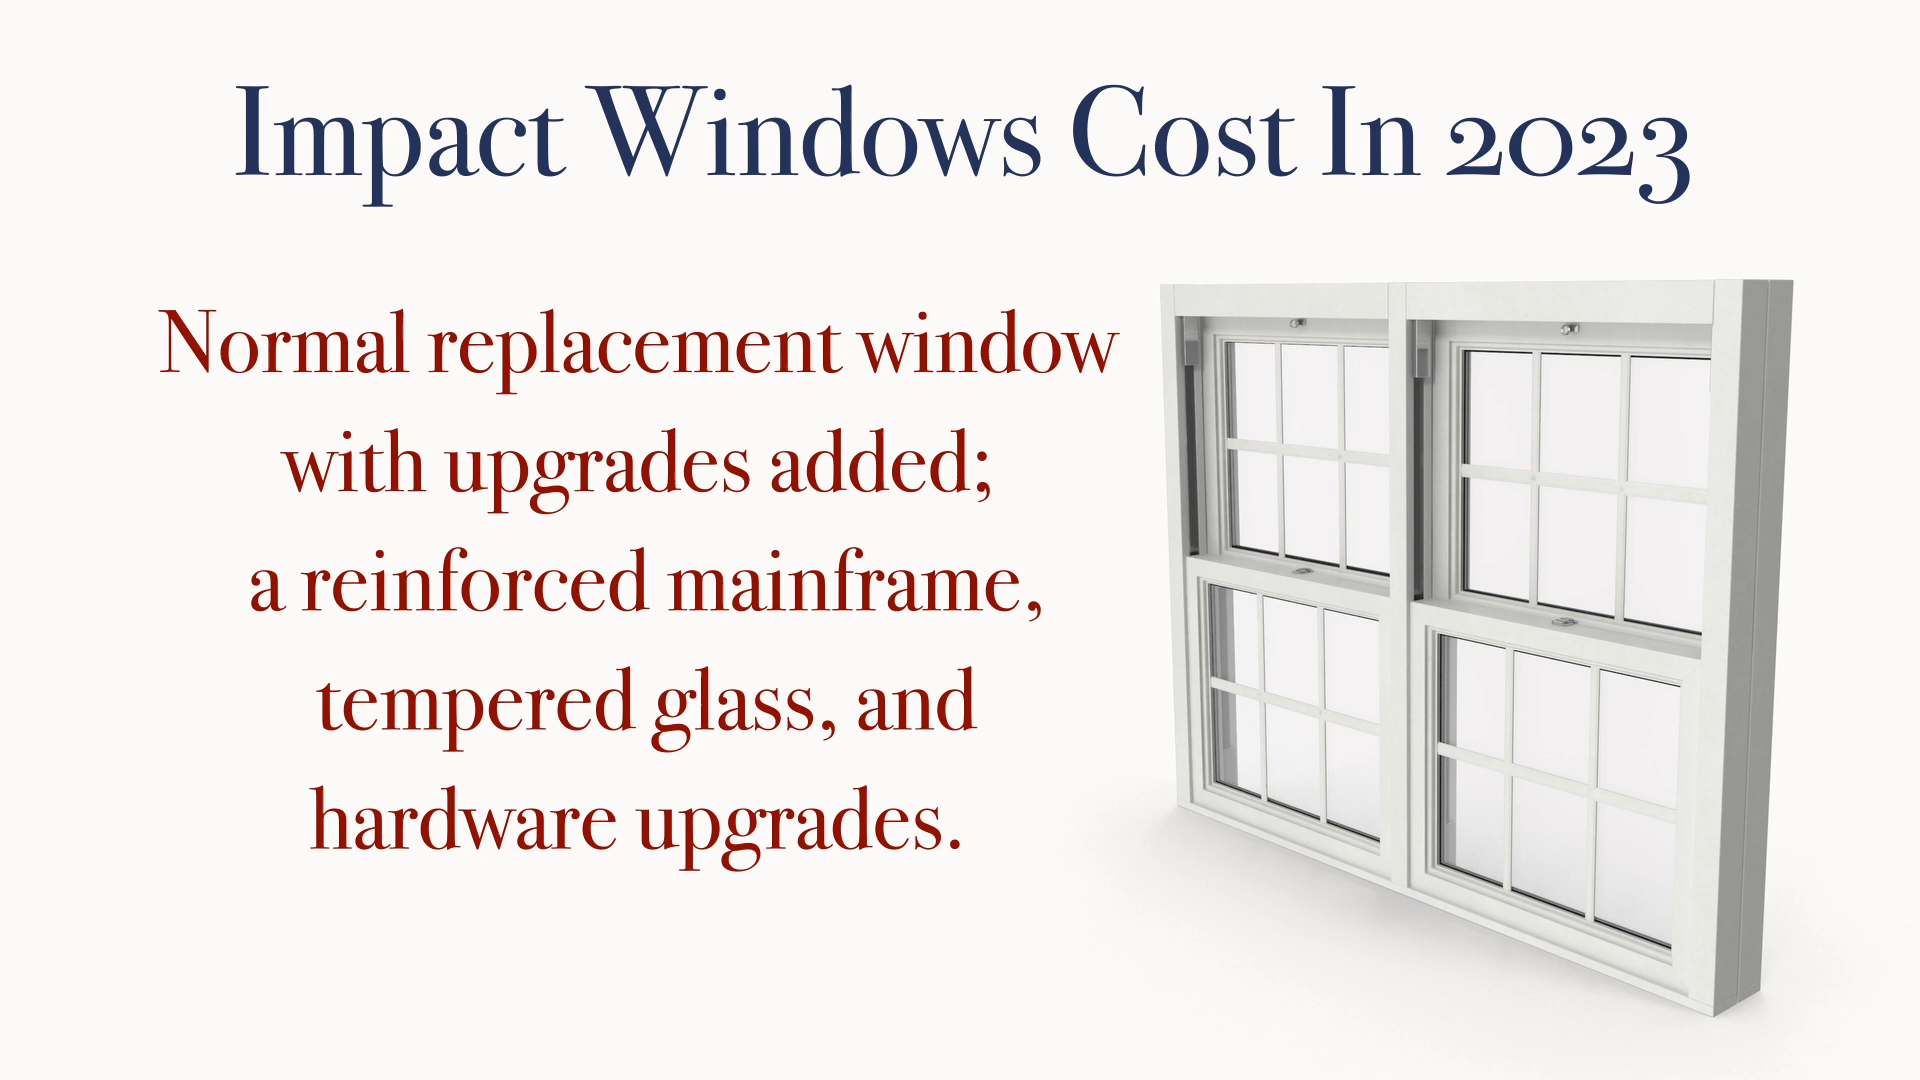 Impact Windows Cost In 2023
Normal replacement window
with upgrades added;
a reinforced mainframe,
tempered glass, and
hardware upgrades.